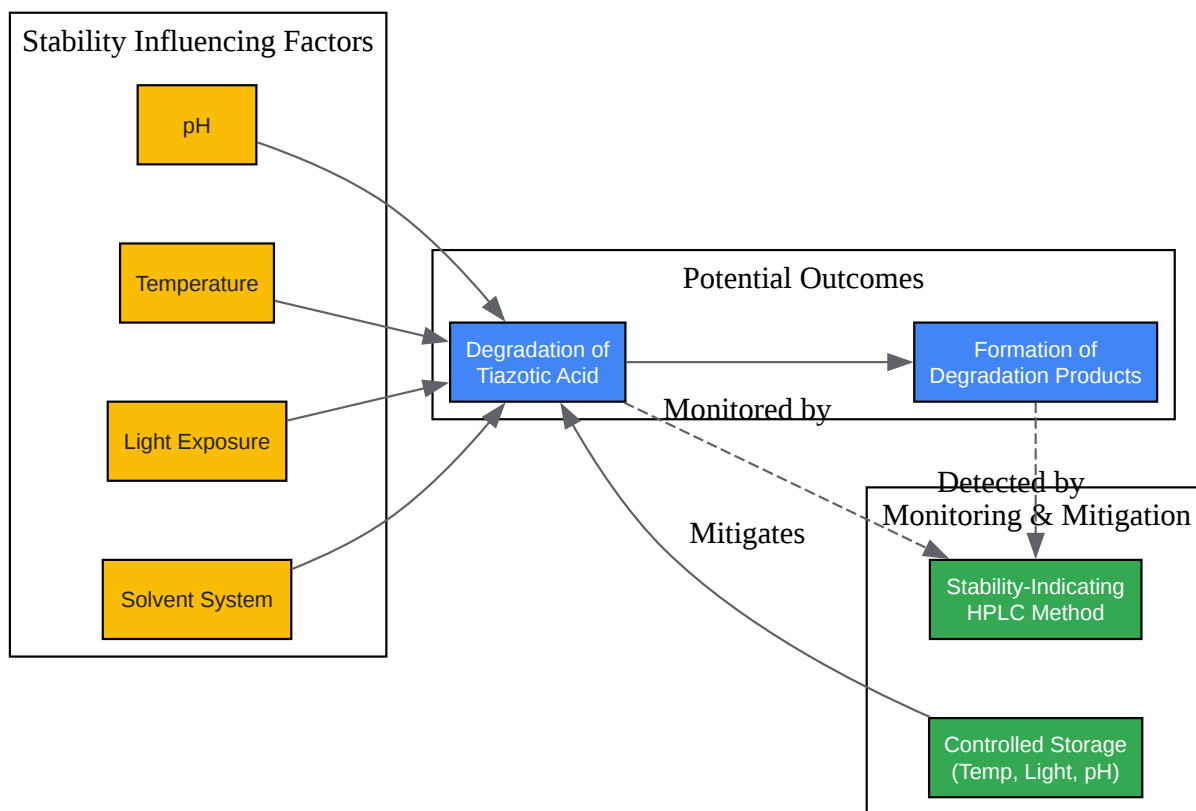 Stability Influencing Factors
pH
Temperature
Light Exposure
Solvent System
Potential Outcomes
Degradation of
Tiazotic Acid
Formation of
Degradation Products
Monitored by
Detected by
Mitigates
Monitoring & Mitigation
Stability-Indicating
HPLC Method
Controlled Storage
(Temp, Light, pH)